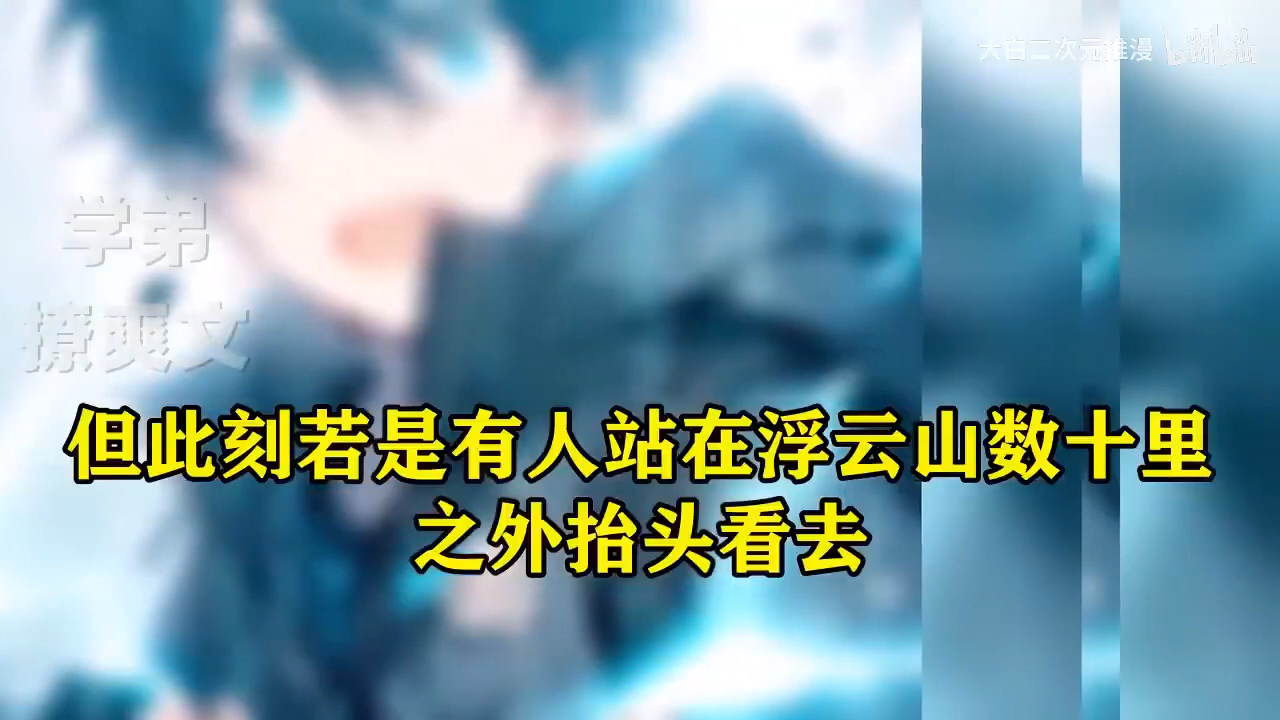 大白二次元推漫 bilibili
学弟
撩爽文
但此刻若是有人站在浮云山数十里
之外抬头看去